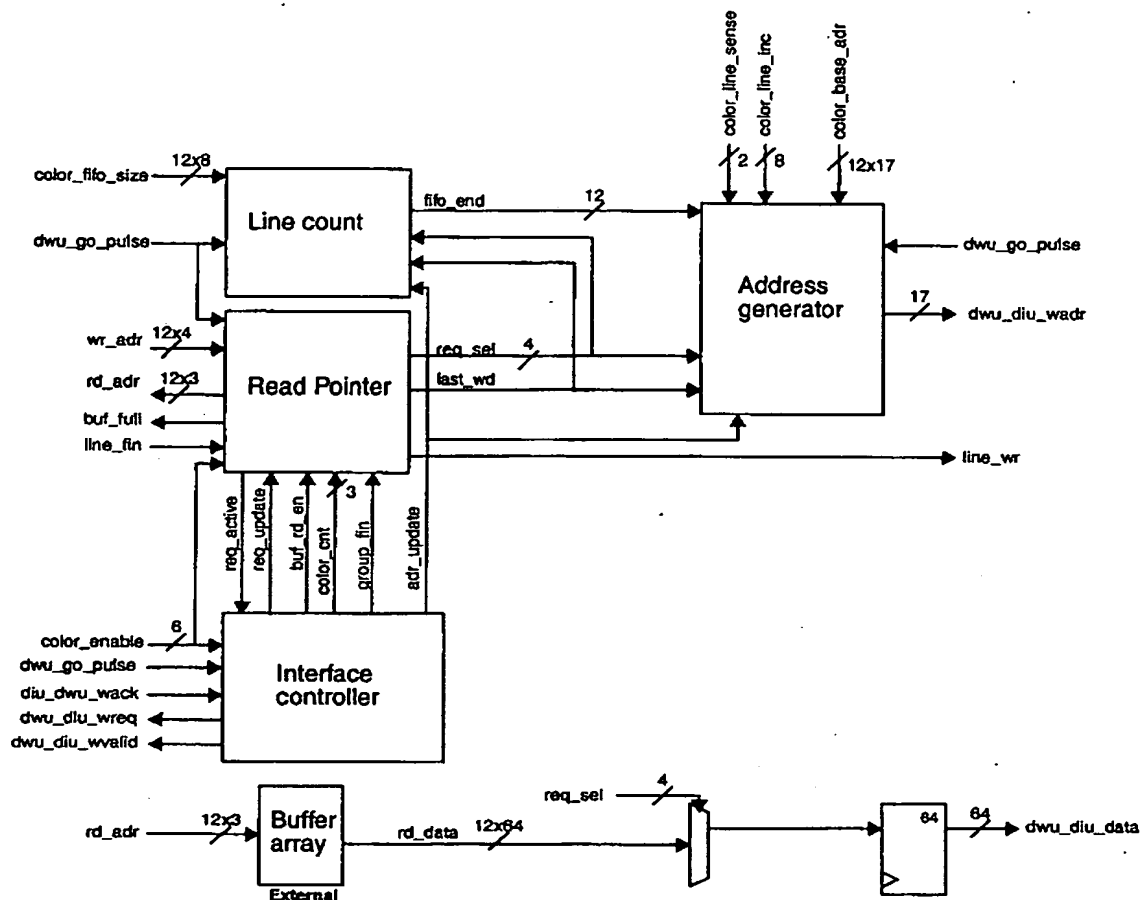 color_line_sense
color_line_inc
color_base_adr
2
8
12x17
color_fifo_size
12x8
Line count
fifo_end
12
dwu_go_pulse
dwu_go_pulse
Address
generator
17
dwu_diu_wadr
wr_adr
12x4
req_sel
4
rd_adr
12x3
Read Pointer
last_wd
buf_full
line_fin
line_wr
3
req_active
req_update
buf_rd_en
color_cnt
group_fin
adr_update
color_enable
6
dwu_go_pulse
Interface
controller
diu_dwu_wack
dwu_diu_wreq
dwu_diu_wvalid
req_sel
4
rd_adr
12x3
Buffer
array
rd_data
12x64
64
64
dwu_diu_data
External